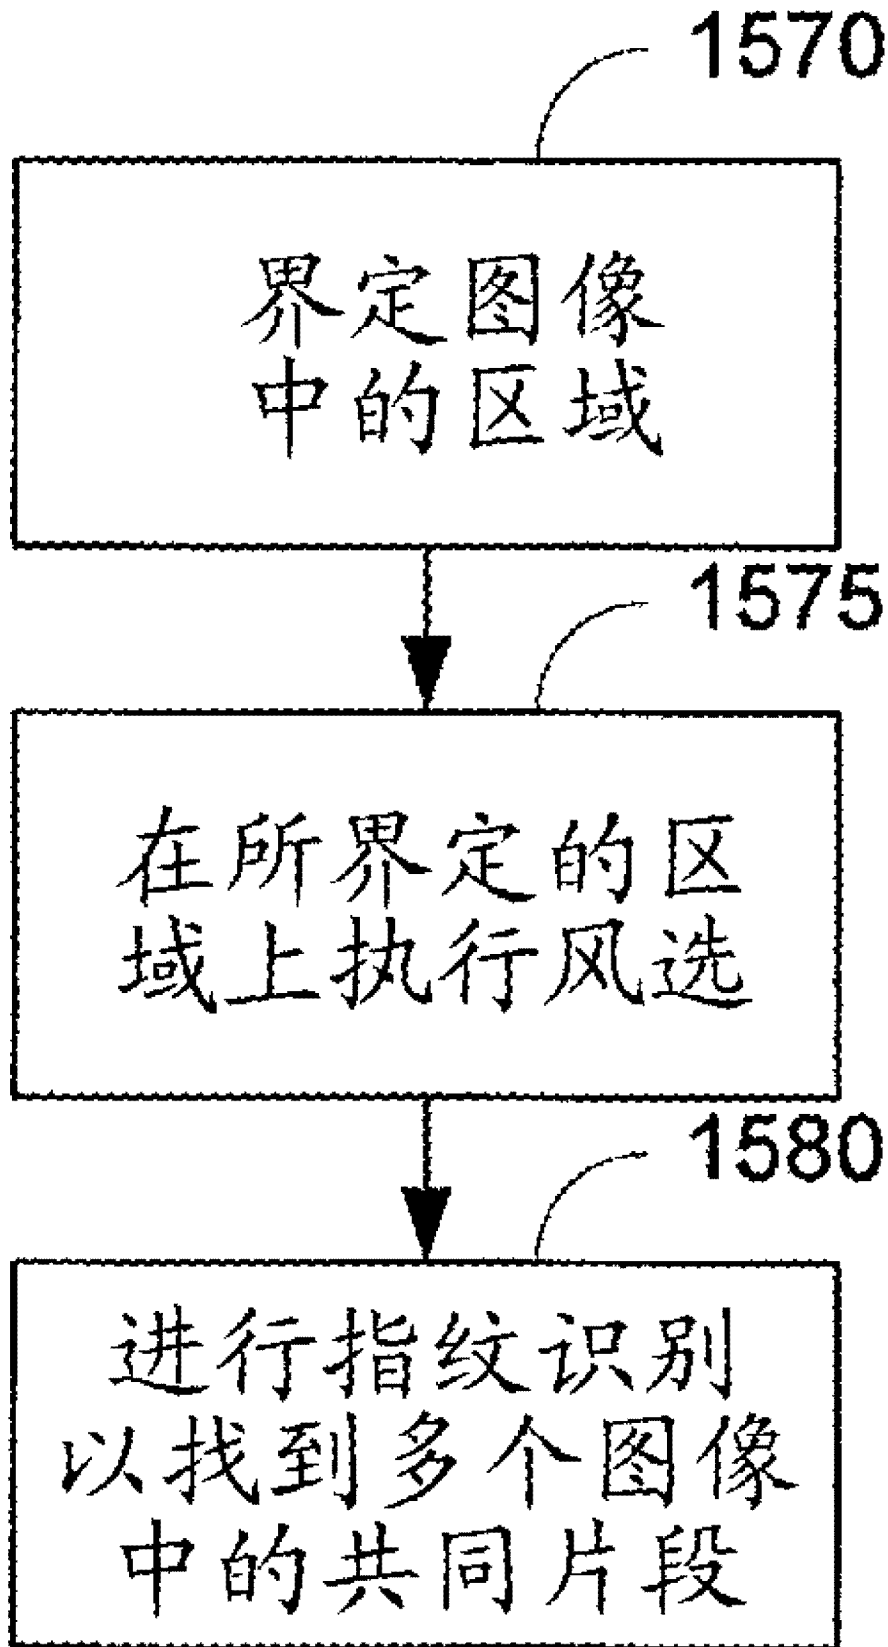 1570
界定图像
中的区域
1575
在所界定的区
域上执行风选
1580
进行指纹识别
以找到多个图像
中的共同片段